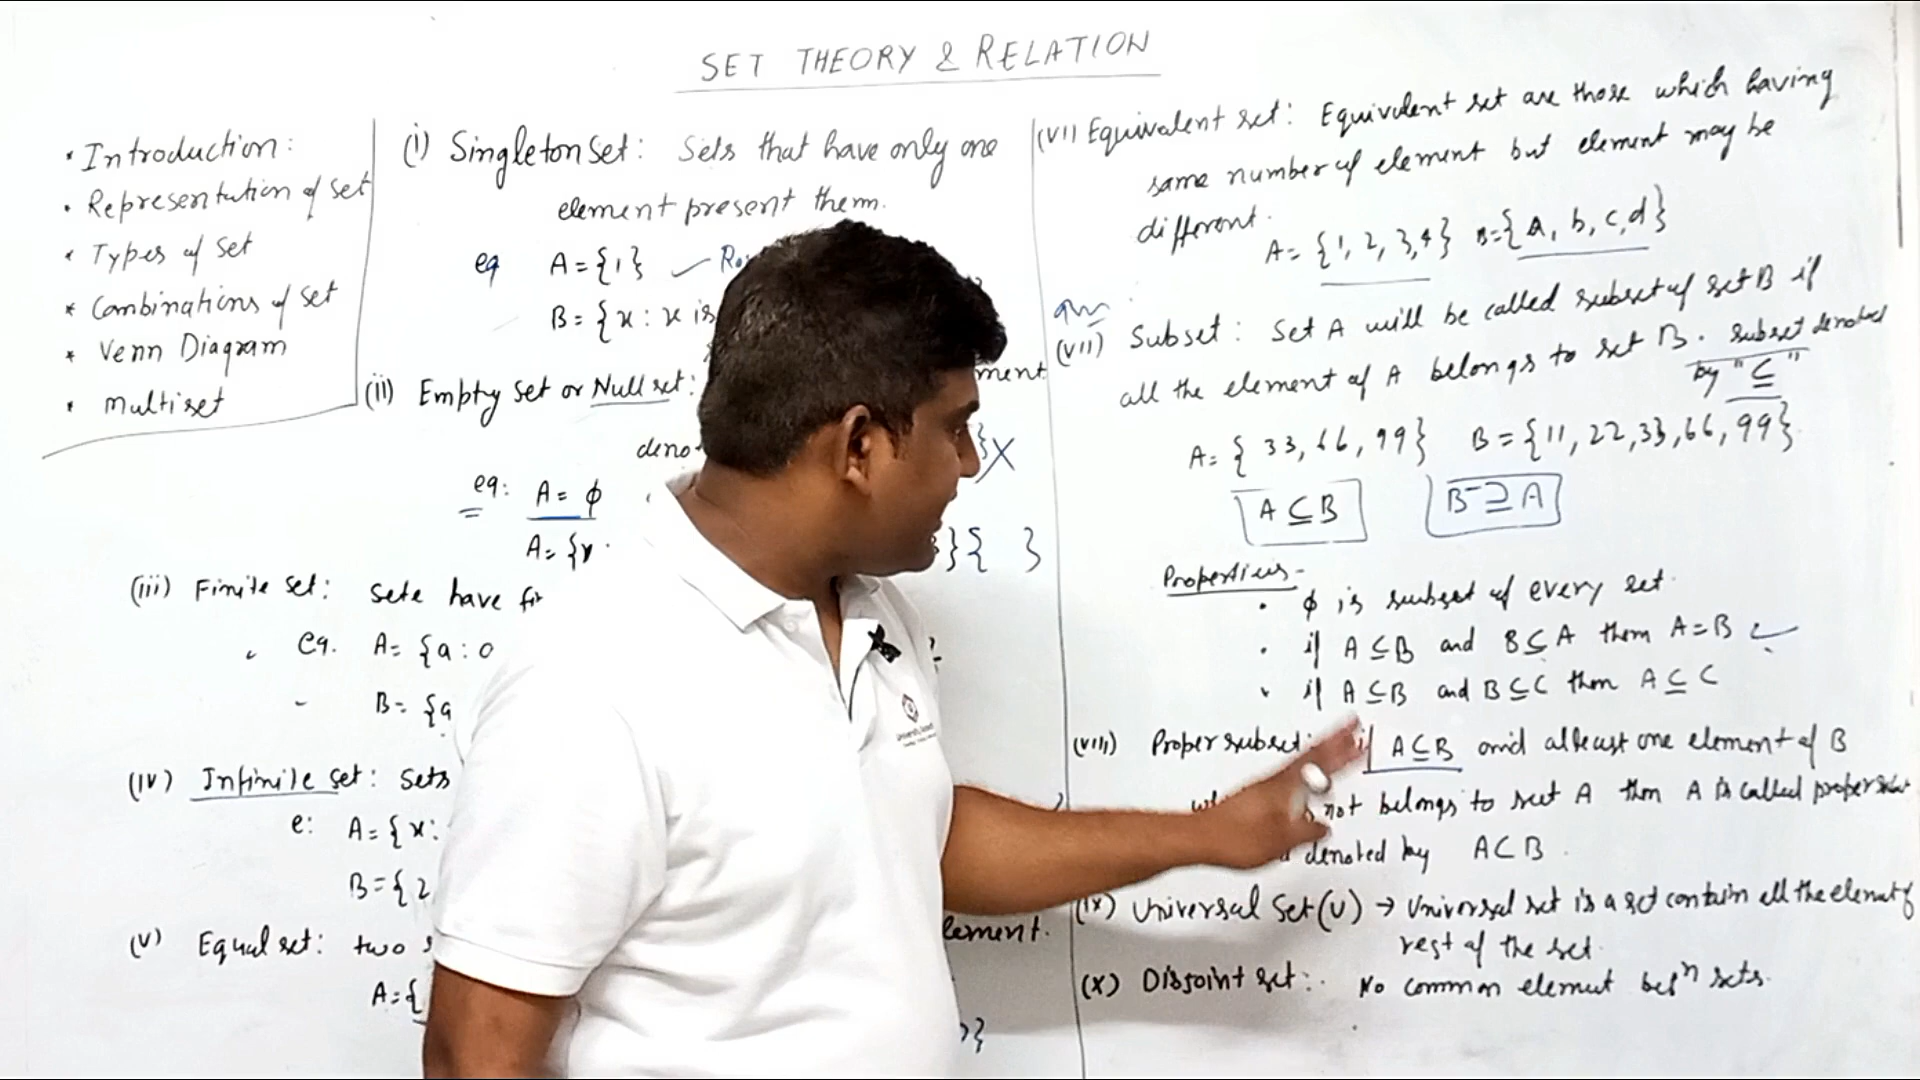 SET THEORY & RELATION
• Introduction:
• Representation of set
• Types of set
* Combinations of set
* Venn Diagram
• Multiset
(i) Singleton set: Sets that have only one
element present them.
eg A = {1}
B = {x : x is
(ii) Empty set or Null set:
ment
deno
} X
eg: A = ϕ
A = {x
} { }
(iii) Finite set: sets have fin
eg. A = {a : 0
B = {a
(iv) Infinite set: sets
e: A = {x:
B = {2
(v) Equal set: two s
lement.
A = {
}
(vi) Equivalent set: Equivalent set are those which having
same number of element but element may be
different.
A = {1, 2, 3, 4} B = {a, b, c, d}
(vii) Subset: Set A will be called subset of set B if
all the element of A belongs to set B. subset denoted
by "⊆"
A = {33, 66, 99} B = {11, 22, 33, 66, 99}
A ⊆ B B ⊇ A
Properties -
• ϕ is subset of every set.
• if A ⊆ B and B ⊆ A them A = B
• if A ⊆ B and B ⊆ C then A ⊆ C
(viii) Proper subset: if A ⊆ B and atleast one element of B
not belongs to set A then A is called proper subset
denoted by A ⊂ B.
(ix) Universal Set (U) → Universal set is a set contain all the element of
rest of the set.
(x) Disjoint set: No common element betn sets.